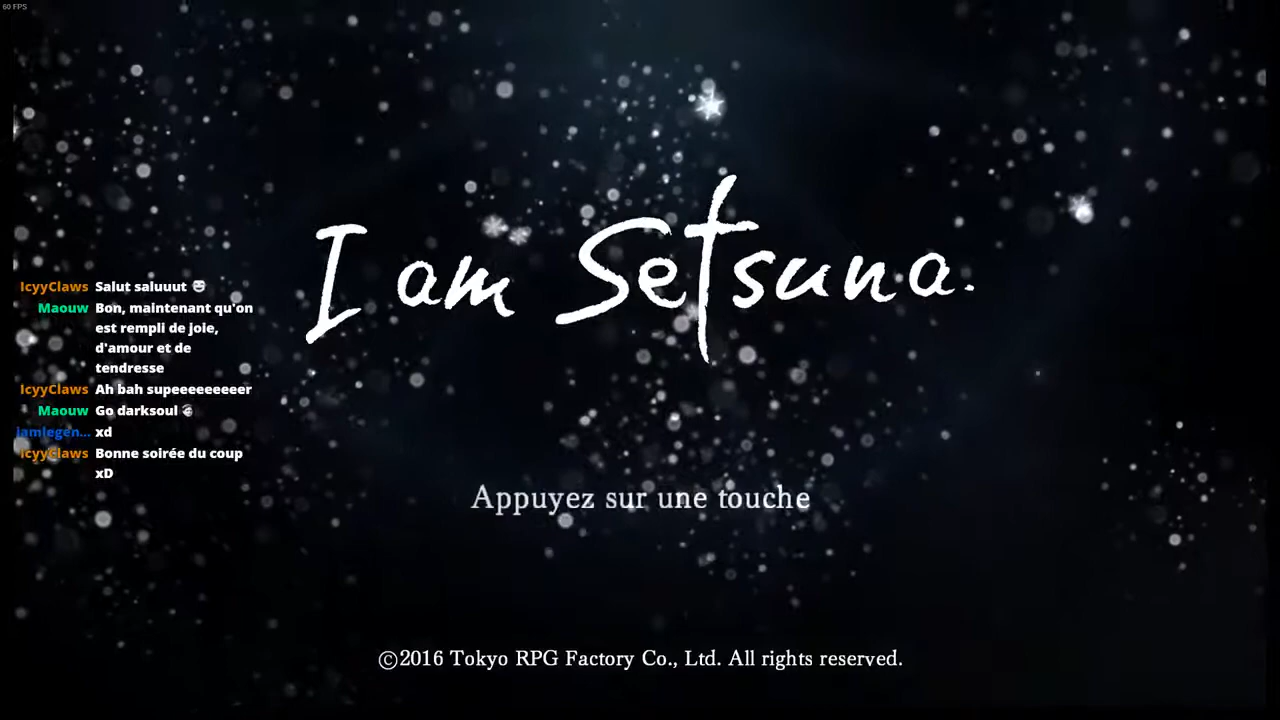 60 FPS
I am Setsuna.
IcyyClaws Salut saluuut
Maouw Bon, maintenant qu'on
est rempli de joie,
d'amour et de
tendresse
IcyyClaws Ah bah supeeeeeeeeer
Maouw Go darksoul
iamlegen... xd
IcyyClaws Bonne soirée du coup
xD
Appuyez sur une touche
©2016 Tokyo RPG Factory Co., Ltd. All rights reserved.